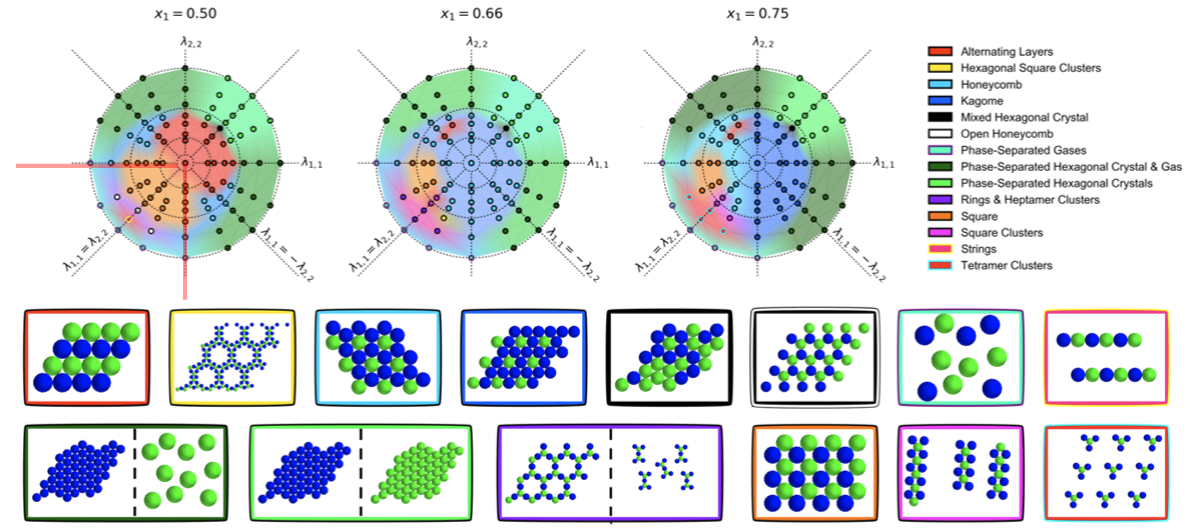 x₁ = 0.50
x₁ = 0.66
x₁ = 0.75
λ₂,₂
λ₂,₂
λ₂,₂
λ₁,₁
λ₁,₁
λ₁,₁
λ₁,₁ = λ₂,₂
λ₁,₁ = −λ₂,₂
λ₁,₁ = λ₂,₂
λ₁,₁ = −λ₂,₂
λ₁,₁ = λ₂,₂
λ₁,₁ = −λ₂,₂
Alternating Layers
Hexagonal Square Clusters
Honeycomb
Kagome
Mixed Hexagonal Crystal
Open Honeycomb
Phase-Separated Gases
Phase-Separated Hexagonal Crystal & Gas
Phase-Separated Hexagonal Crystals
Rings & Heptamer Clusters
Square
Square Clusters
Strings
Tetramer Clusters